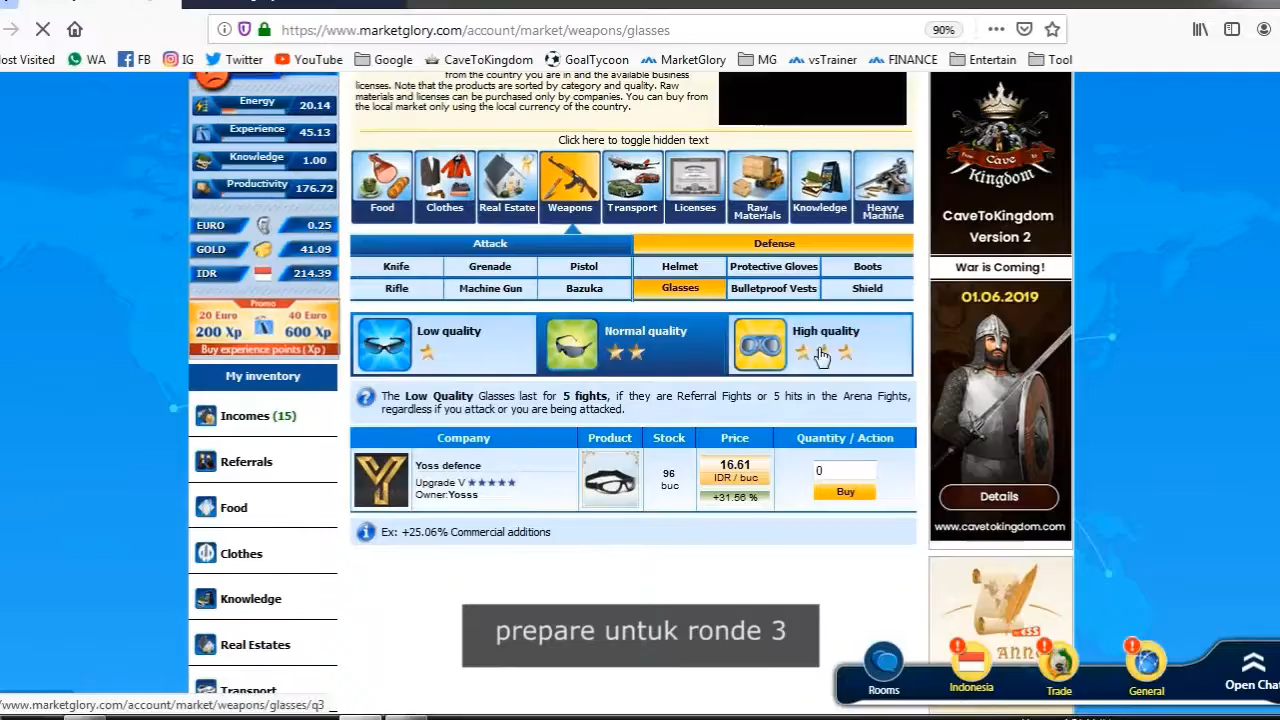 https://www.marketglory.com/account/market/weapons/glasses
90%
ost Visited
WA
FB
IG
Twitter
YouTube
Google
CaveToKingdom
GoalTycoon
MarketGlory
MG
vsTrainer
FINANCE
Entertain
Tool
Energy 20.14
Experience 45.13
Knowledge 1.00
Productivity 176.72
EURO 0.25
GOLD 41.09
IDR 214.39
Promo
20 Euro 40 Euro
200 Xp 600 Xp
Buy experience points ( Xp )
My inventory
Incomes (15)
Referrals
Food
Clothes
Knowledge
Real Estates
Transport
from the country you are in and the available business
licenses. Note that the products are sorted by category and quality. Raw
materials and licenses can be purchased only by companies. You can buy from
the local market only using the local currency of the country.
Click here to toggle hidden text
Food
Clothes
Real Estate
Weapons
Transport
Licenses
Raw
Materials
Knowledge
Heavy
Machine
Attack Defense
Knife Grenade Pistol Helmet Protective Gloves Boots
Rifle Machine Gun Bazuka Glasses Bulletproof Vests Shield
Low quality
Normal quality
High quality
The Low Quality Glasses last for 5 fights, if they are Referral Fights or 5 hits in the Arena Fights,
regardless if you attack or you are being attacked.
Company Product Stock Price Quantity / Action
Yoss defence
Upgrade V
Owner:Yosss
96
buc
16.61
IDR / buc
+31.56 %
0
Buy
Ex: +25.06% Commercial additions
prepare untuk ronde 3
Cave
Kingdom
CaveToKingdom
Version 2
War is Coming!
01.06.2019
Details
www.cavetokingdom.com
Rooms
Indonesia
Trade
General
Open Chat
www.marketglory.com/account/market/weapons/glasses/q3